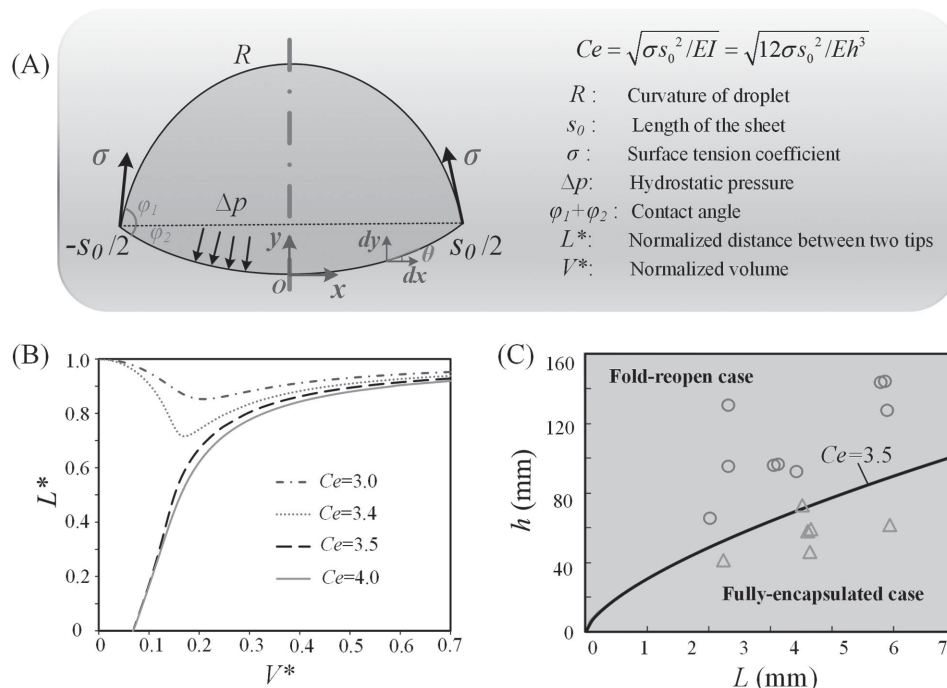 (A)
R
σ
σ
φ₁
φ₂
Δp
-s₀/2
s₀/2
y
x
o
dy
dx
θ
Ce = √σs₀²/EI = √12σs₀²/Eh³
R : Curvature of droplet
s₀ : Length of the sheet
σ : Surface tension coefficient
Δp: Hydrostatic pressure
φ₁+φ₂ : Contact angle
L*: Normalized distance between two tips
V*: Normalized volume
(B)
L*
1.0
0.8
0.6
0.4
0.2
0
Ce=3.0
Ce=3.4
Ce=3.5
Ce=4.0
0 0.1 0.2 0.3 0.4 0.5 0.6 0.7
V*
(C)
h (mm)
160
120
80
40
0
Fold-reopen case
Ce=3.5
Fully-encapsulated case
0 1 2 3 4 5 6 7
L (mm)